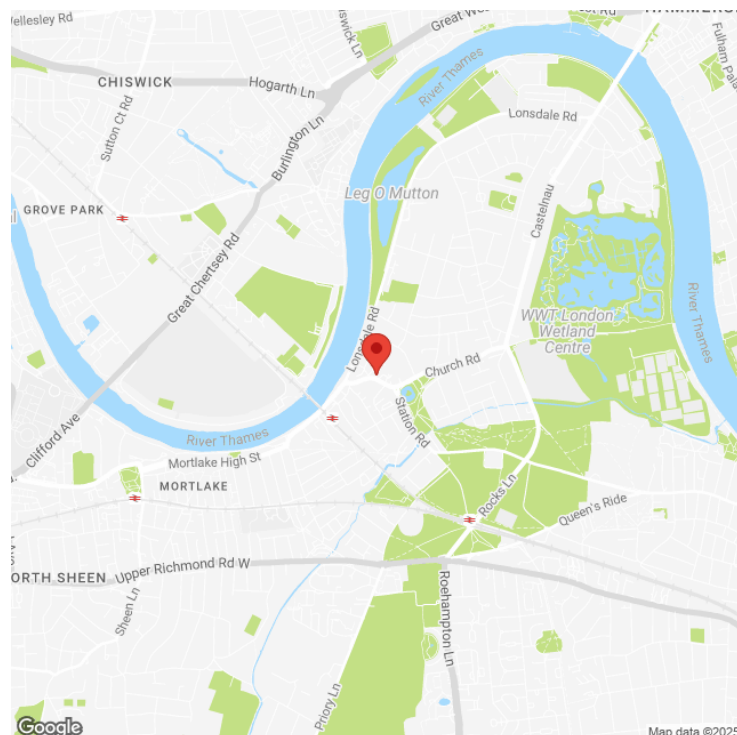 Wellesley Rd
Chiswick Ln
Great We
HAMMERS
CHISWICK
Hogarth Ln
River Thames
Fulham Pala
Sutton Ct Rd
Burlington Ln
Lonsdale Rd
Leg O Mutton
GROVE PARK
Castelnau
Great Chertsey Rd
River Thames
WWT London
Wetland
Centre
Lonsdale Rd
Church Rd
Station Rd
Clifford Ave
River Thames
Mortlake High St
MORTLAKE
Rocks Ln
Queen's Ride
ORTH SHEEN
Upper Richmond Rd W
Sheen Ln
Roehampton Ln
Priory Ln
Google
Map data ©2025